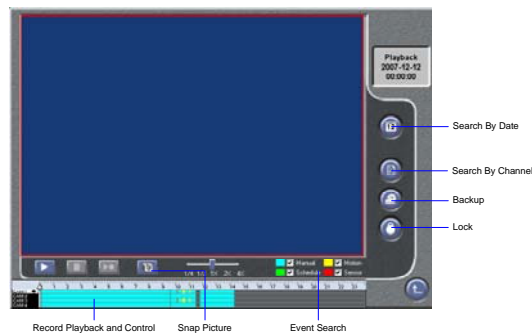 Playback
2007-12-12
00:00:00
Search By Date
Search By Channel
Backup
Lock
1/4 1/2 1X 2X 4X
Manual Motion
Schedule Sensor
Record Playback and Control
Snap Picture
Event Search